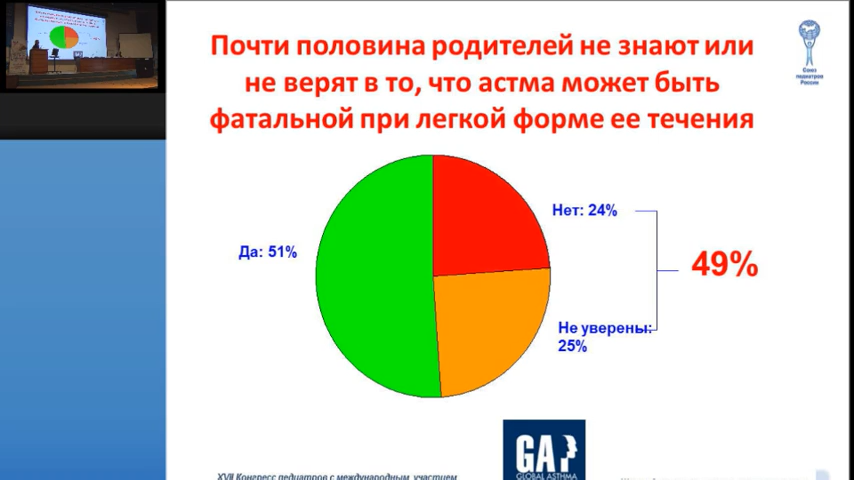 Почти половина родителей не знают или
не верят в то, что астма может быть
фатальной при легкой форме ее течения
Союз
педиатров
России
Нет: 24%
Да: 51%
49%
Не уверены:
25%
GAP
GLOBAL ASTHMA
XVII Конгресс педиатров с международным участием